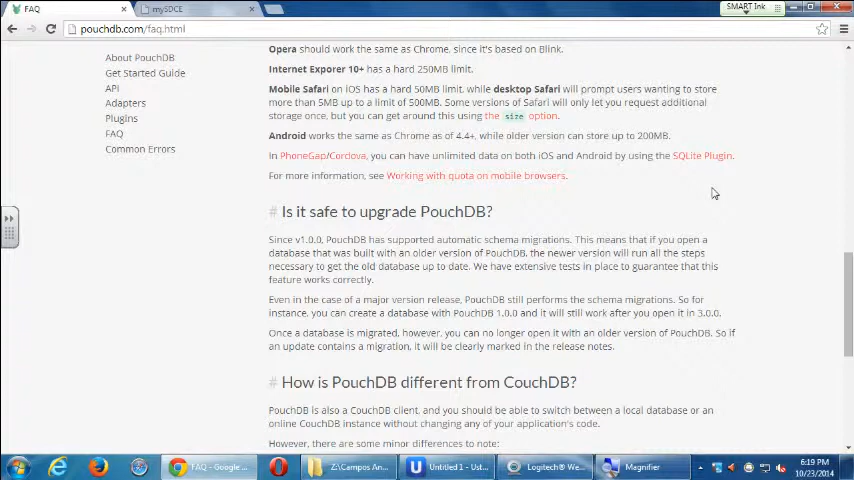 FAQ
mySDCE
SMART Ink
pouchdb.com/faq.html
About PouchDB
Get Started Guide
API
Adapters
Plugins
FAQ
Common Errors
Opera should work the same as Chrome, since it's based on Blink.
Internet Exporer 10+ has a hard 250MB limit.
Mobile Safari on iOS has a hard 50MB limit, while desktop Safari will prompt users wanting to store
more than 5MB up to a limit of 500MB. Some versions of Safari will only let you request additional
storage once, but you can get around this using the size option.
Android works the same as Chrome as of 4.4+, while older version can store up to 200MB.
In PhoneGap/Cordova, you can have unlimited data on both iOS and Android by using the SQLite Plugin.
For more information, see Working with quota on mobile browsers.
# Is it safe to upgrade PouchDB?
Since v1.0.0, PouchDB has supported automatic schema migrations. This means that if you open a
database that was built with an older version of PouchDB, the newer version will run all the steps
necessary to get the old database up to date. We have extensive tests in place to guarantee that this
feature works correctly.
Even in the case of a major version release, PouchDB still performs the schema migrations. So for
instance, you can create a database with PouchDB 1.0.0 and it will still work after you open it in 3.0.0.
Once a database is migrated, however, you can no longer open it with an older version of PouchDB. So if
an update contains a migration, it will be clearly marked in the release notes.
# How is PouchDB different from CouchDB?
PouchDB is also a CouchDB client, and you should be able to switch between a local database or an
online CouchDB instance without changing any of your application's code.
However, there are some minor differences to note:
FAQ - Google ...
Z:\Campos An...
Untitled 1 - Ust...
Logitech® We...
Magnifier
6:19 PM
10/23/2014